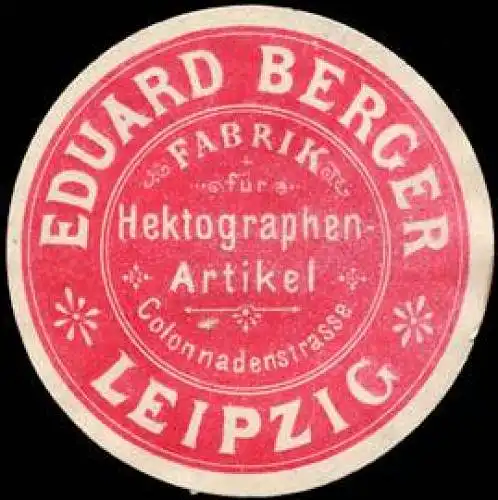 EDUARD BERGER
FABRIK
für
Hektographen-
Artikel
Colonnadenstrasse
LEIPZIG